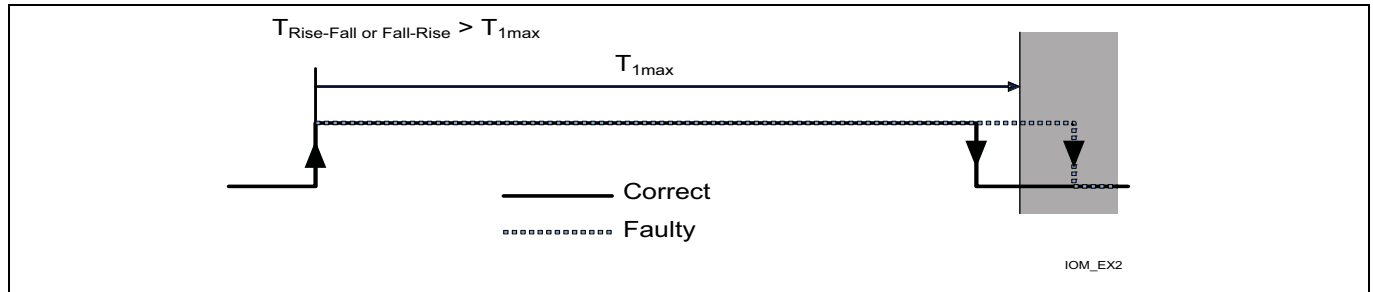 TRise-Fall or Fall-Rise > T1max
T1max
Correct
Faulty
IOM_EX2